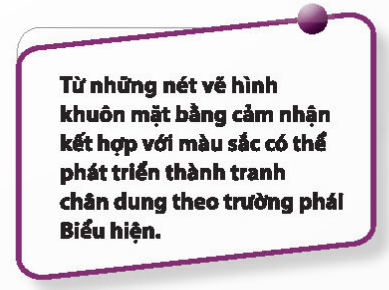 Từ những nét vẽ hình
khuôn mặt bằng cảm nhận
kết hợp với màu sắc có thể
phát triển thành tranh
chân dung theo trường phái
Biểu hiện.